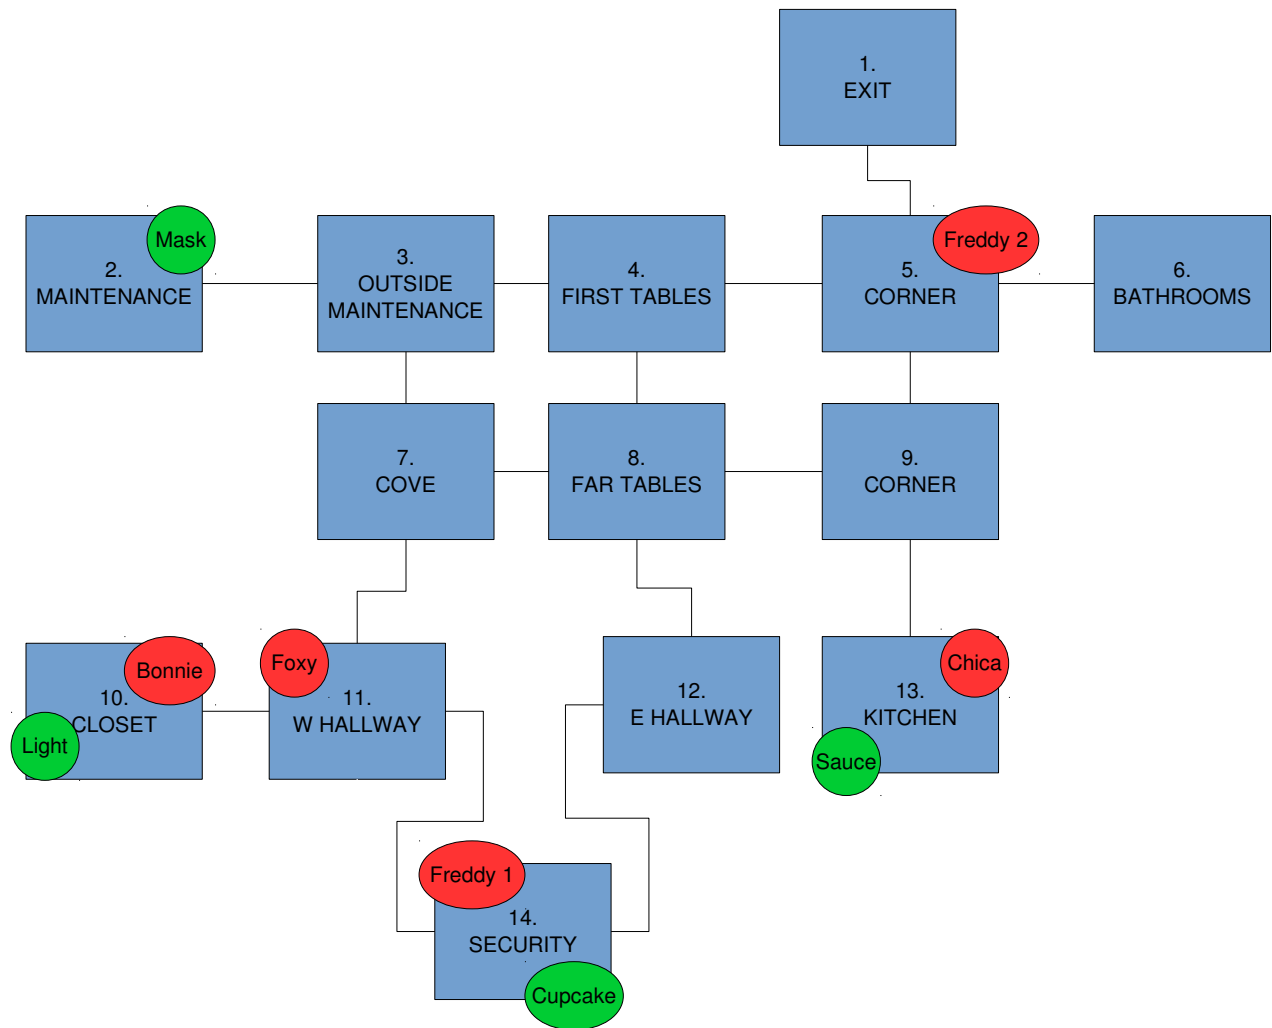 1.
EXIT
Mask
Freddy 2
2.
MAINTENANCE
3.
OUTSIDE
MAINTENANCE
4.
FIRST TABLES
5.
CORNER
6.
BATHROOMS
7.
COVE
8.
FAR TABLES
9.
CORNER
Bonnie
Foxy
Chica
10.
CLOSET
11.
W HALLWAY
12.
E HALLWAY
13.
KITCHEN
Light
Sauce
Freddy 1
14.
SECURITY
Cupcake